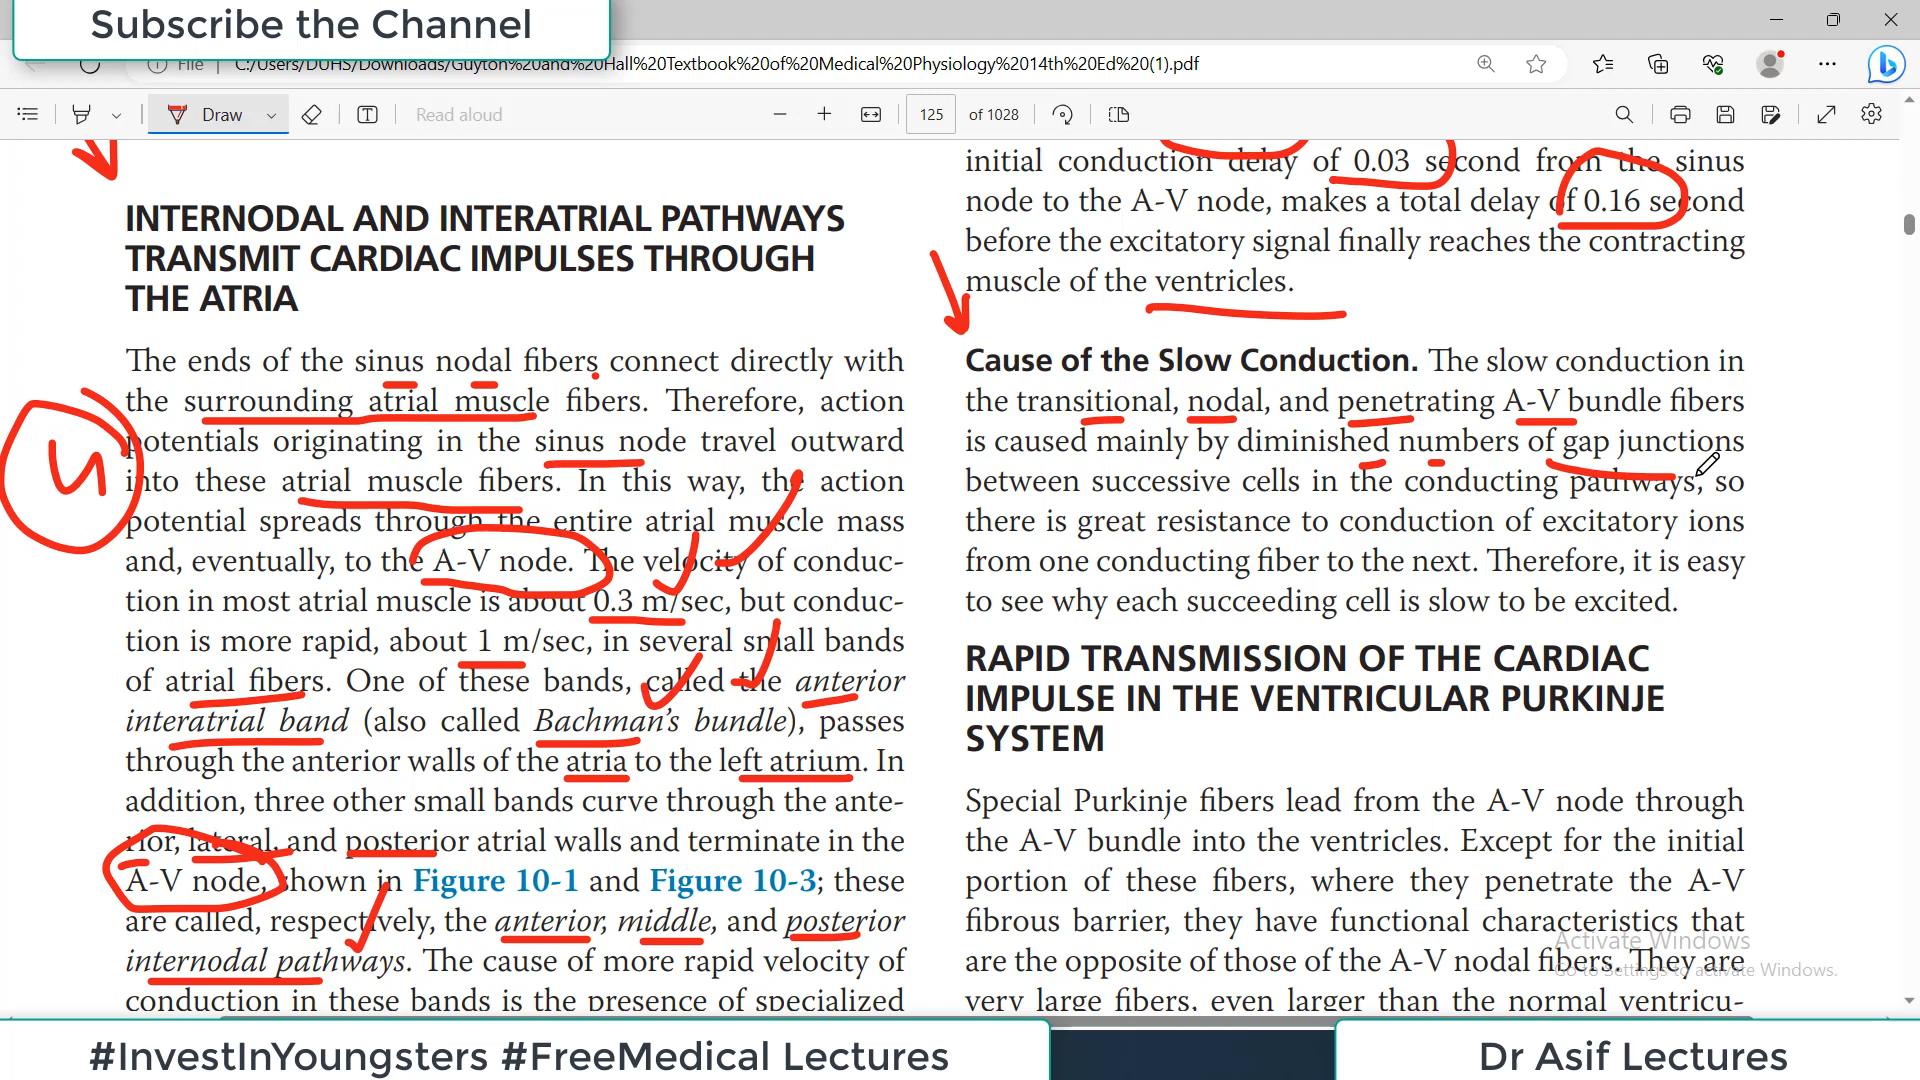 Subscribe the Channel
File
C:/Users/DUHS/Downloads/Guyton%20and%20Hall%20Textbook%20of%20Medical%20Physiology%2014th%20Ed%20(1).pdf
Draw
Read aloud
125 of 1028
INTERNODAL AND INTERATRIAL PATHWAYS
TRANSMIT CARDIAC IMPULSES THROUGH
THE ATRIA
The ends of the sinus nodal fibers connect directly with
the surrounding atrial muscle fibers. Therefore, action
potentials originating in the sinus node travel outward
into these atrial muscle fibers. In this way, the action
potential spreads through the entire atrial muscle mass
and, eventually, to the A-V node. The velocity of conduc-
tion in most atrial muscle is about 0.3 m/sec, but conduc-
tion is more rapid, about 1 m/sec, in several small bands
of atrial fibers. One of these bands, called the anterior
interatrial band (also called Bachman's bundle), passes
through the anterior walls of the atria to the left atrium. In
addition, three other small bands curve through the ante-
rior, lateral, and posterior atrial walls and terminate in the
A-V node, shown in Figure 10-1 and Figure 10-3; these
are called, respectively, the anterior, middle, and posterior
internodal pathways. The cause of more rapid velocity of
conduction in these bands is the presence of specialized
initial conduction delay of 0.03 second from the sinus
node to the A-V node, makes a total delay of 0.16 second
before the excitatory signal finally reaches the contracting
muscle of the ventricles.
Cause of the Slow Conduction. The slow conduction in
the transitional, nodal, and penetrating A-V bundle fibers
is caused mainly by diminished numbers of gap junctions
between successive cells in the conducting pathways, so
there is great resistance to conduction of excitatory ions
from one conducting fiber to the next. Therefore, it is easy
to see why each succeeding cell is slow to be excited.
RAPID TRANSMISSION OF THE CARDIAC
IMPULSE IN THE VENTRICULAR PURKINJE
SYSTEM
Special Purkinje fibers lead from the A-V node through
the A-V bundle into the ventricles. Except for the initial
portion of these fibers, where they penetrate the A-V
fibrous barrier, they have functional characteristics that
are the opposite of those of the A-V nodal fibers. They are
very large fibers, even larger than the normal ventricu-
Activate Windows
Go to Settings to activate Windows.
#InvestInYoungsters #FreeMedical Lectures
Dr Asif Lectures